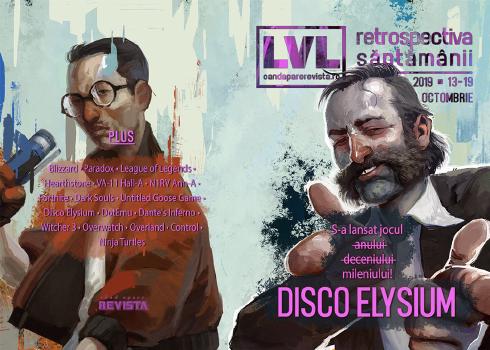 PLUS
Blizzard • Paradox • League of Legends •
Hearthstone • VA-11 Hall-A • N1RV Ann-A •
Fortnite • Dark Souls • Untitled Goose Game •
Disco Elysium • DotEmu • Dante's Inferno •
Witcher 3 • Overwatch • Overland • Control •
Ninja Turtles
REVISTA
LVL
candaparerevista.ro
retrospectiva
săptămânii
2019 ■ 13-19
OCTOMBRIE
S-a lansat jocul
anului
deceniului
mileniului!
DISCO ELYSIUM